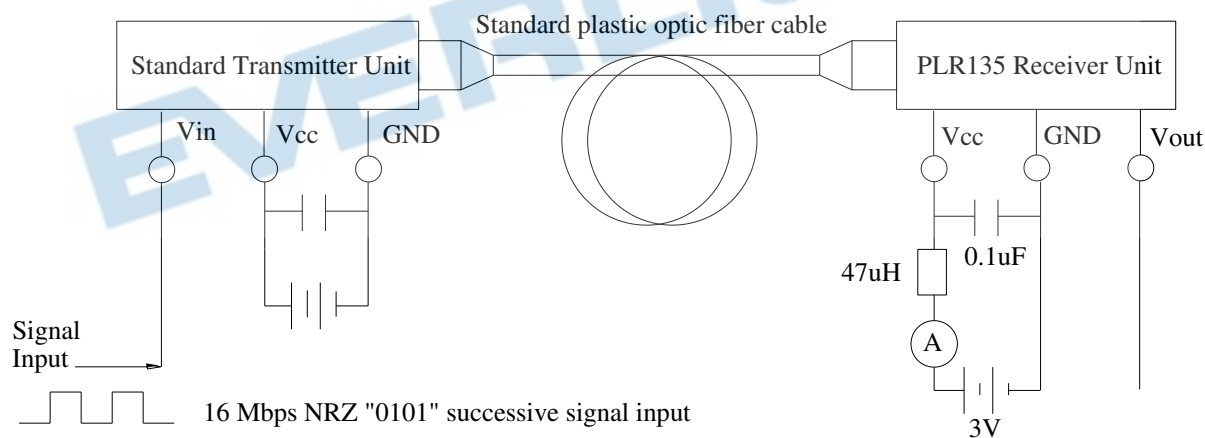 EVERLI
Standard plastic optic fiber cable
Standard Transmitter Unit
PLR135 Receiver Unit
Vin
Vcc
GND
Vcc
GND
Vout
47uH
0.1uF
A
3V
Signal
Input
16 Mbps NRZ "0101" successive signal input